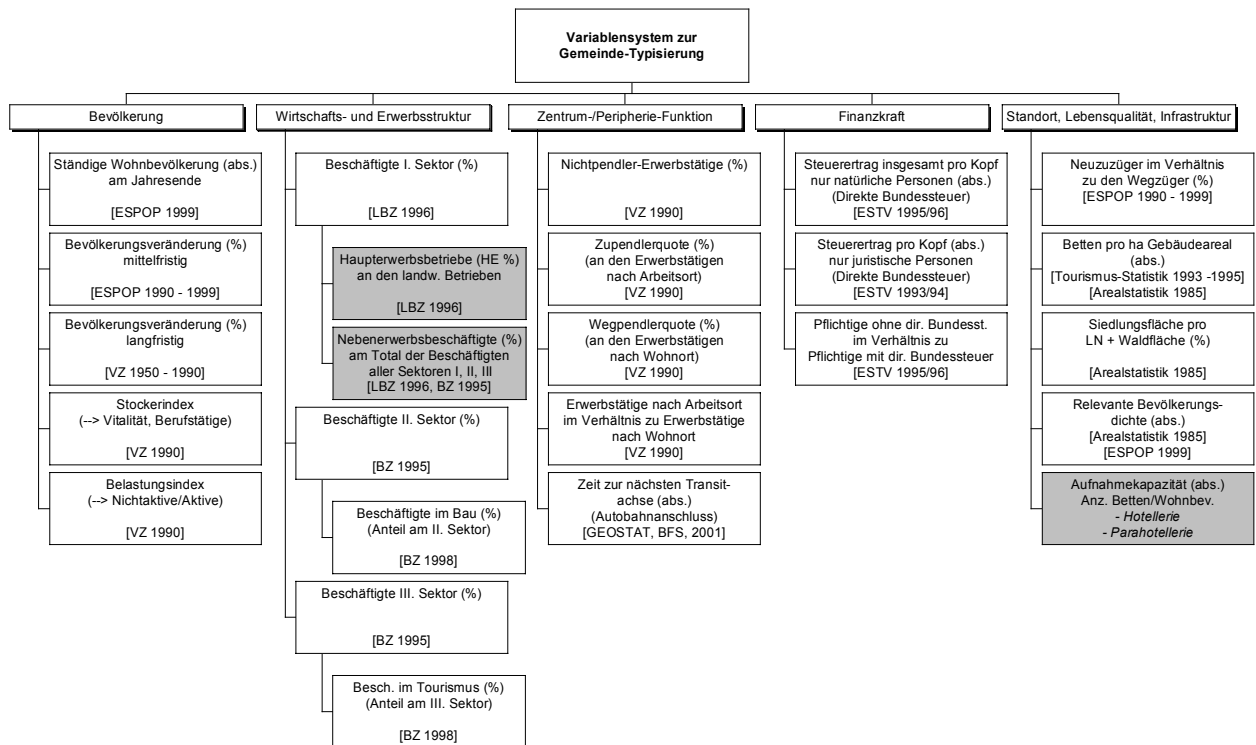 Variablensystem zur
Gemeinde-Typisierung
Bevölkerung
Ständige Wohnbevölkerung (abs.)
am Jahresende
[ESPOP 1999]
Bevölkerungsveränderung (%)
mittelfristig
[ESPOP 1990 - 1999]
Bevölkerungsveränderung (%)
langfristig
[VZ 1950 - 1990]
Stockerindex
(--> Vitalität, Berufstätige)
[VZ 1990]
Belastungsindex
(--> Nichtaktive/Aktive)
[VZ 1990]
Wirtschafts- und Erwerbsstruktur
Beschäftigte I. Sektor (%)
[LBZ 1996]
Haupterwerbsbetriebe (HE %)
an den landw. Betrieben
[LBZ 1996]
Nebenerwerbsbeschäftigte (%)
am Total der Beschäftigten
aller Sektoren I, II, III
[LBZ 1996, BZ 1995]
Beschäftigte II. Sektor (%)
[BZ 1995]
Beschäftigte im Bau (%)
(Anteil am II. Sektor)
[BZ 1998]
Beschäftigte III. Sektor (%)
[BZ 1995]
Besch. im Tourismus (%)
(Anteil am III. Sektor)
[BZ 1998]
Zentrum-/Peripherie-Funktion
Nichtpendler-Erwerbstätige (%)
[VZ 1990]
Zupendlerquote (%)
(an den Erwerbstätigen
nach Arbeitsort)
[VZ 1990]
Wegpendlerquote (%)
(an den Erwerbstätigen
nach Wohnort)
[VZ 1990]
Erwerbstätige nach Arbeitsort
im Verhältnis zu Erwerbstätige
nach Wohnort
[VZ 1990]
Zeit zur nächsten Transit-
achse (abs.)
(Autobahnanschluss)
[GEOSTAT, BFS, 2001]
Finanzkraft
Steuerertrag insgesamt pro Kopf
nur natürliche Personen (abs.)
(Direkte Bundessteuer)
[ESTV 1995/96]
Steuerertrag pro Kopf (abs.)
nur juristische Personen
(Direkte Bundessteuer)
[ESTV 1993/94]
Pflichtige ohne dir. Bundesst.
im Verhältnis zu
Pflichtige mit dir. Bundessteuer
[ESTV 1995/96]
Standort, Lebensqualität, Infrastruktur
Neuzuzüger im Verhältnis
zu den Wegzüger (%)
[ESPOP 1990 - 1999]
Betten pro ha Gebäudeareal
(abs.)
[Tourismus-Statistik 1993 -1995]
[Arealstatistik 1985]
Siedlungsfläche pro
LN + Waldfläche (%)
[Arealstatistik 1985]
Relevante Bevölkerungs-
dichte (abs.)
[Arealstatistik 1985]
[ESPOP 1999]
Aufnahmekapazität (abs.)
Anz. Betten/Wohnbev.
- Hotellerie
- Parahotellerie